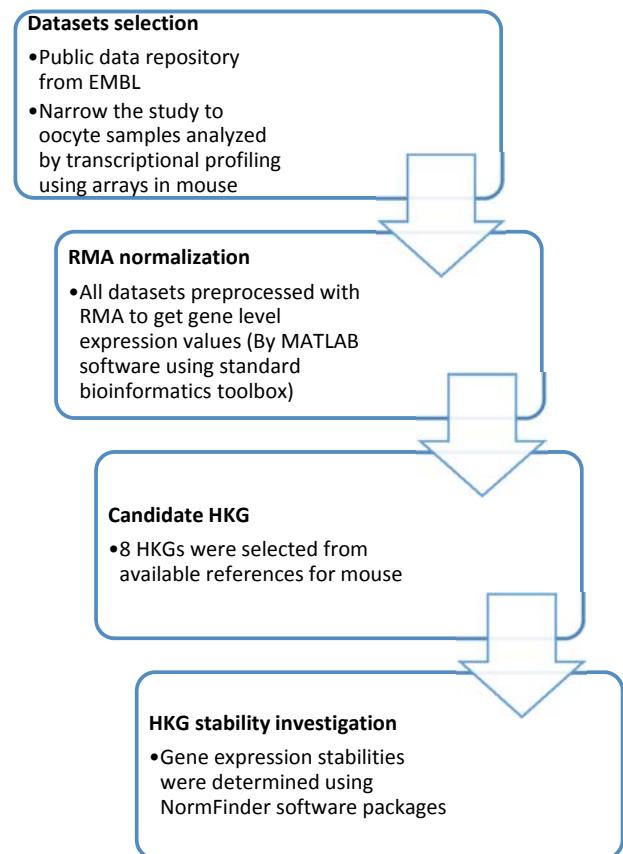 Datasets selection
•Public data repository
from EMBL
•Narrow the study to
oocyte samples analyzed
by transcriptional profiling
using arrays in mouse
RMA normalization
•All datasets preprocessed with
RMA to get gene level
expression values (By MATLAB
software using standard
bioinformatics toolbox)
Candidate HKG
•8 HKGs were selected from
available references for mouse
HKG stability investigation
•Gene expression stabilities
were determined using
NormFinder software packages